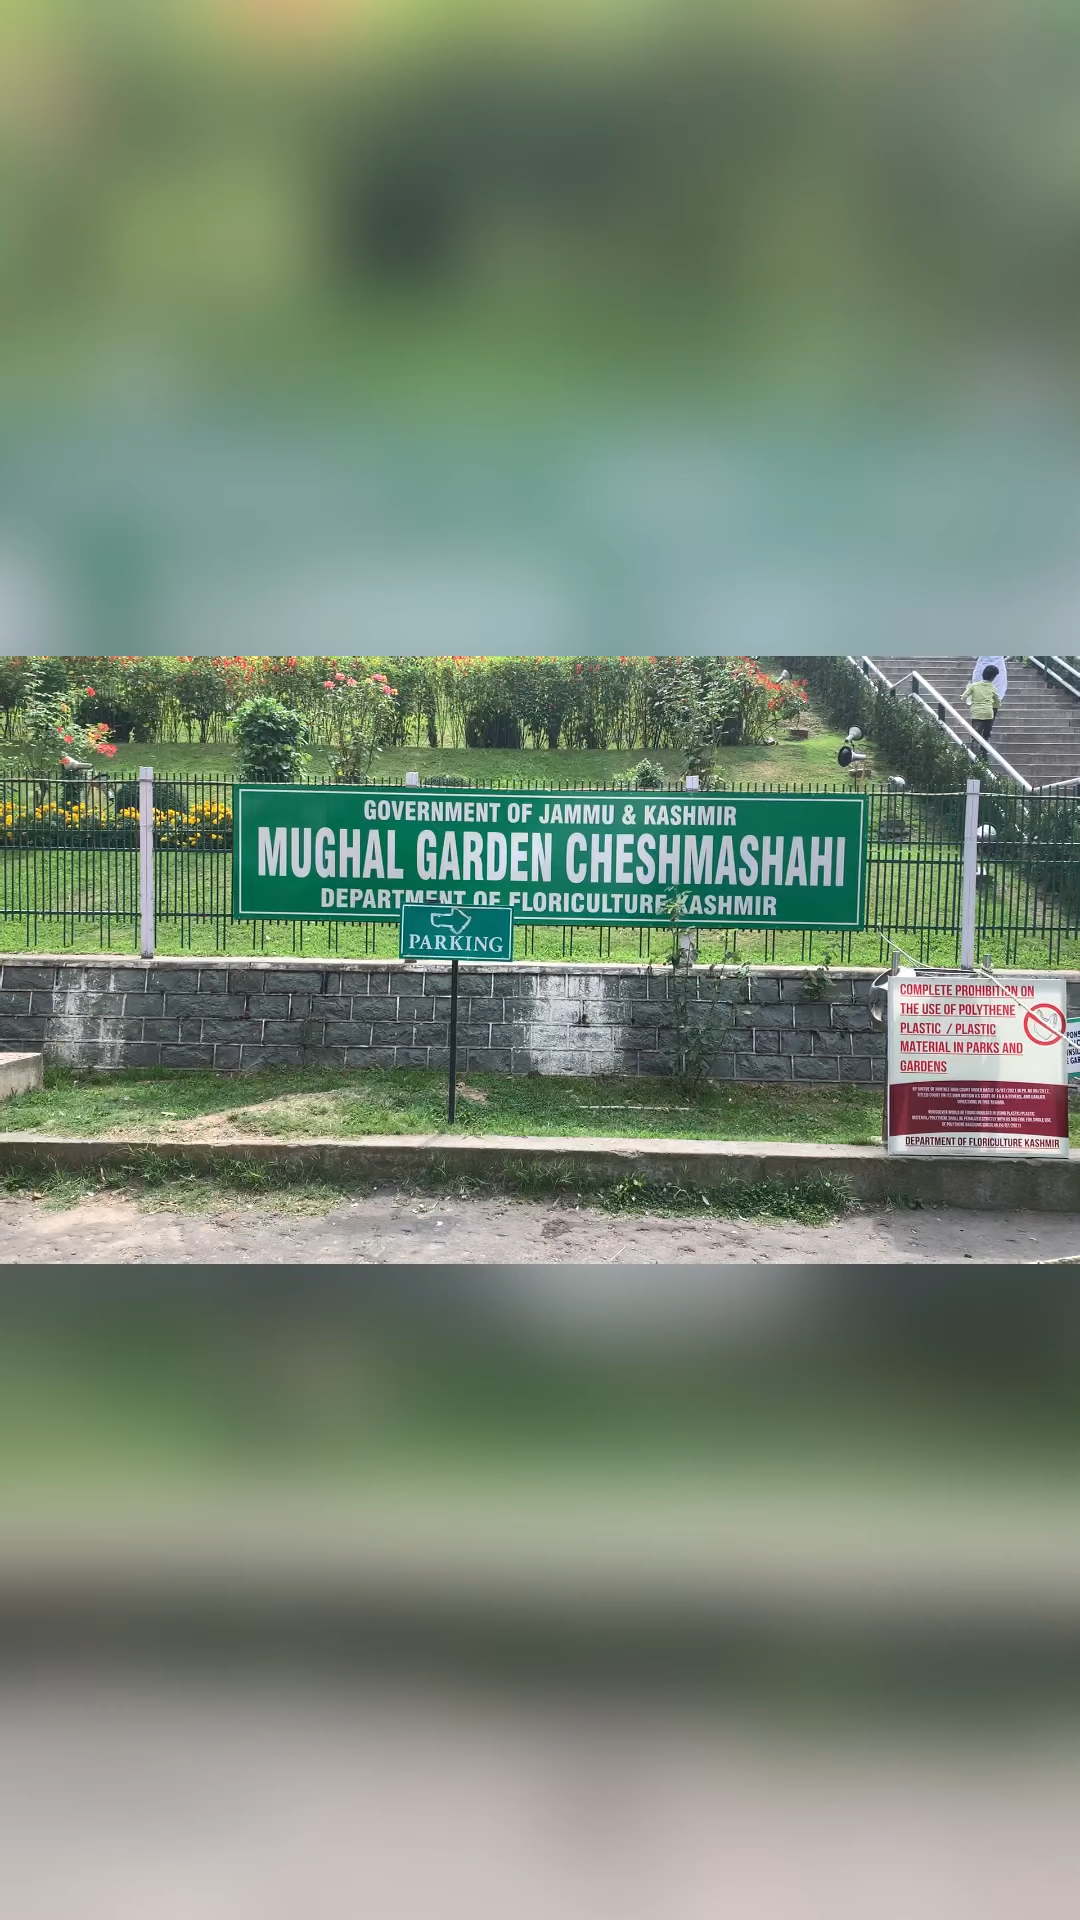 GOVERNMENT OF JAMMU & KASHMIR
MUGHAL GARDEN CHESHMASHAHI
DEPARTMENT OF FLORICULTURE KASHMIR
PARKING
COMPLETE PROHIBITION ON
THE USE OF POLYTHENE
PLASTIC / PLASTIC
MATERIAL IN PARKS AND
GARDENS
DEPARTMENT OF FLORICULTURE KASHMIR